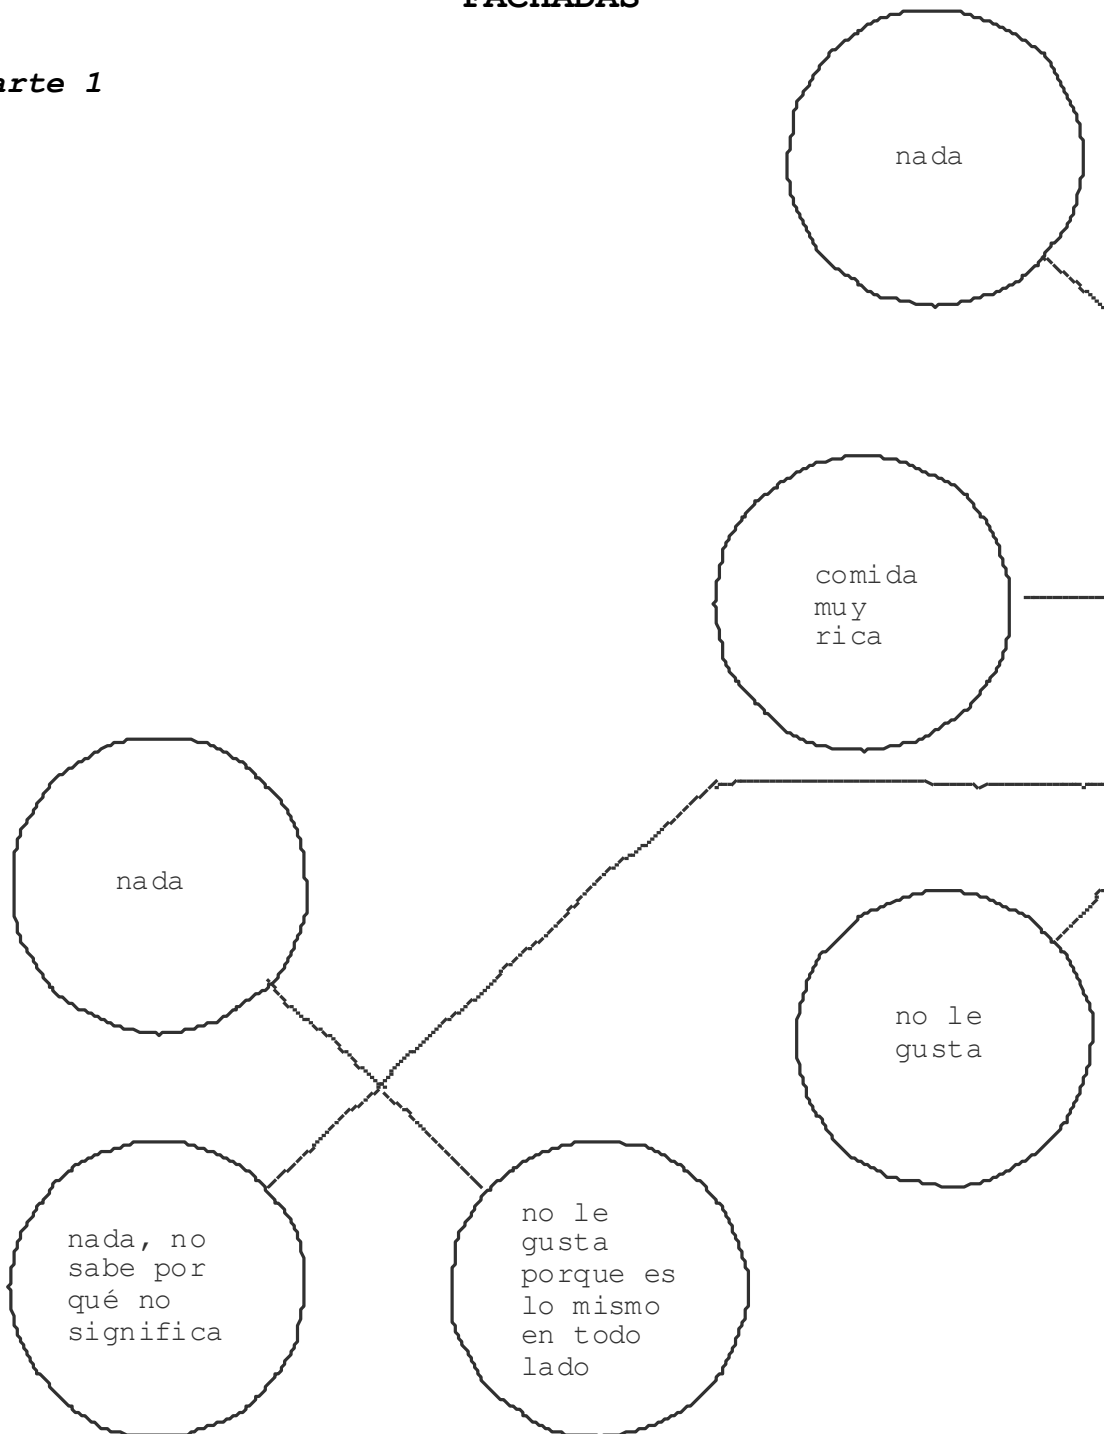 FACHADAS
arte 1
nada
comida
muy
rica
nada
no le
gusta
nada, no
sabe por
qué no
significa
no le
gusta
porque es
lo mismo
en todo
lado